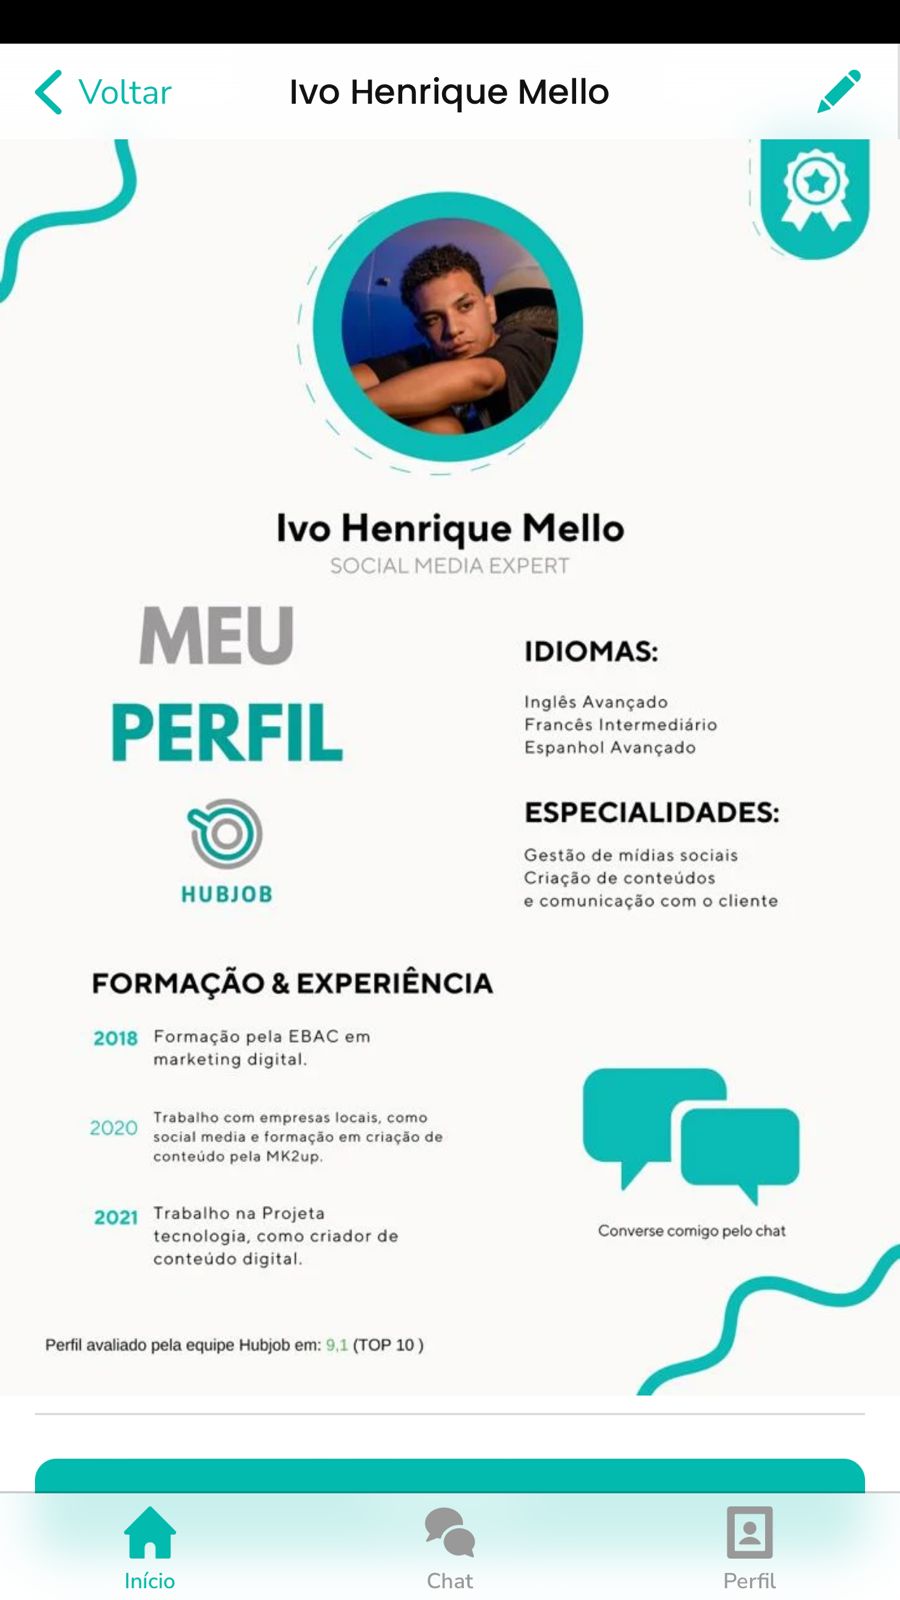 Voltar
Ivo Henrique Mello
Ivo Henrique Mello
SOCIAL MEDIA EXPERT
MEU
PERFIL
HUBJOB
IDIOMAS:
Inglês Avançado
Francês Intermediário
Espanhol Avançado
ESPECIALIDADES:
Gestão de mídias sociais
Criação de conteúdos
e comunicação com o cliente
FORMAÇÃO & EXPERIÊNCIA
2018 Formação pela EBAC em
marketing digital.
2020 Trabalho com empresas locais, como
social media e formação em criação de
conteúdo pela MK2up.
2021 Trabalho na Projeta
tecnologia, como criador de
conteúdo digital.
Converse comigo pelo chat
Perfil avaliado pela equipe Hubjob em: 9,1 (TOP 10 )
Início
Chat
Perfil